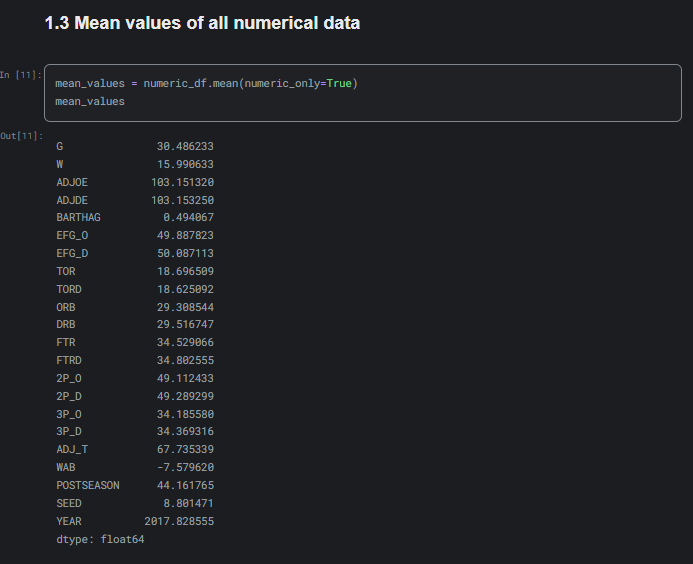 1.3 Mean values of all numerical data
In [11]:
mean_values = numeric_df.mean(numeric_only=True)
mean_values
Out[11]:
G 30.486233
W 15.990633
ADJOE 103.151320
ADJDE 103.153250
BARTHAG 0.494067
EFG_O 49.887823
EFG_D 50.087113
TOR 18.696509
TORD 18.625092
ORB 29.308544
DRB 29.516747
FTR 34.529066
FTRD 34.802555
2P_O 49.112433
2P_D 49.289299
3P_O 34.185580
3P_D 34.369316
ADJ_T 67.735339
WAB -7.579620
POSTSEASON 44.161765
SEED 8.801471
YEAR 2017.828555
dtype: float64